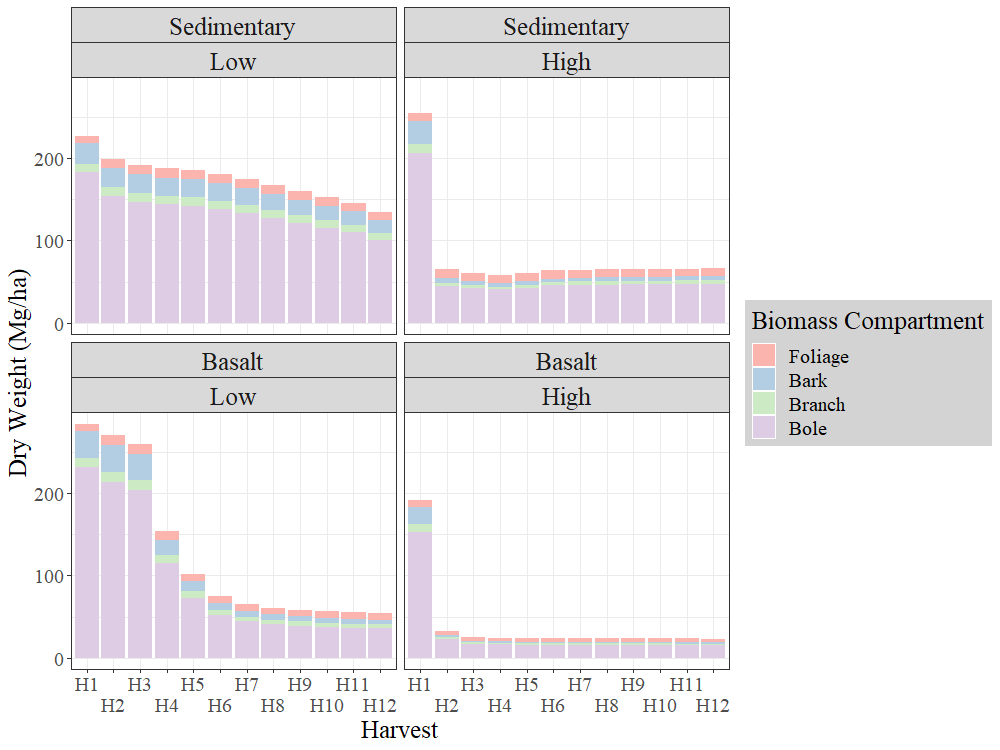 Sedimentary
Low
Sedimentary
High
200
100
0
Basalt
Low
Basalt
High
200
100
0
Dry Weight (Mg/ha)
H1 H3 H5 H7 H9 H11
H2 H4 H6 H8 H10 H12
H1 H3 H5 H7 H9 H11
H2 H4 H6 H8 H10 H12
Harvest
Biomass Compartment
Foliage
Bark
Branch
Bole